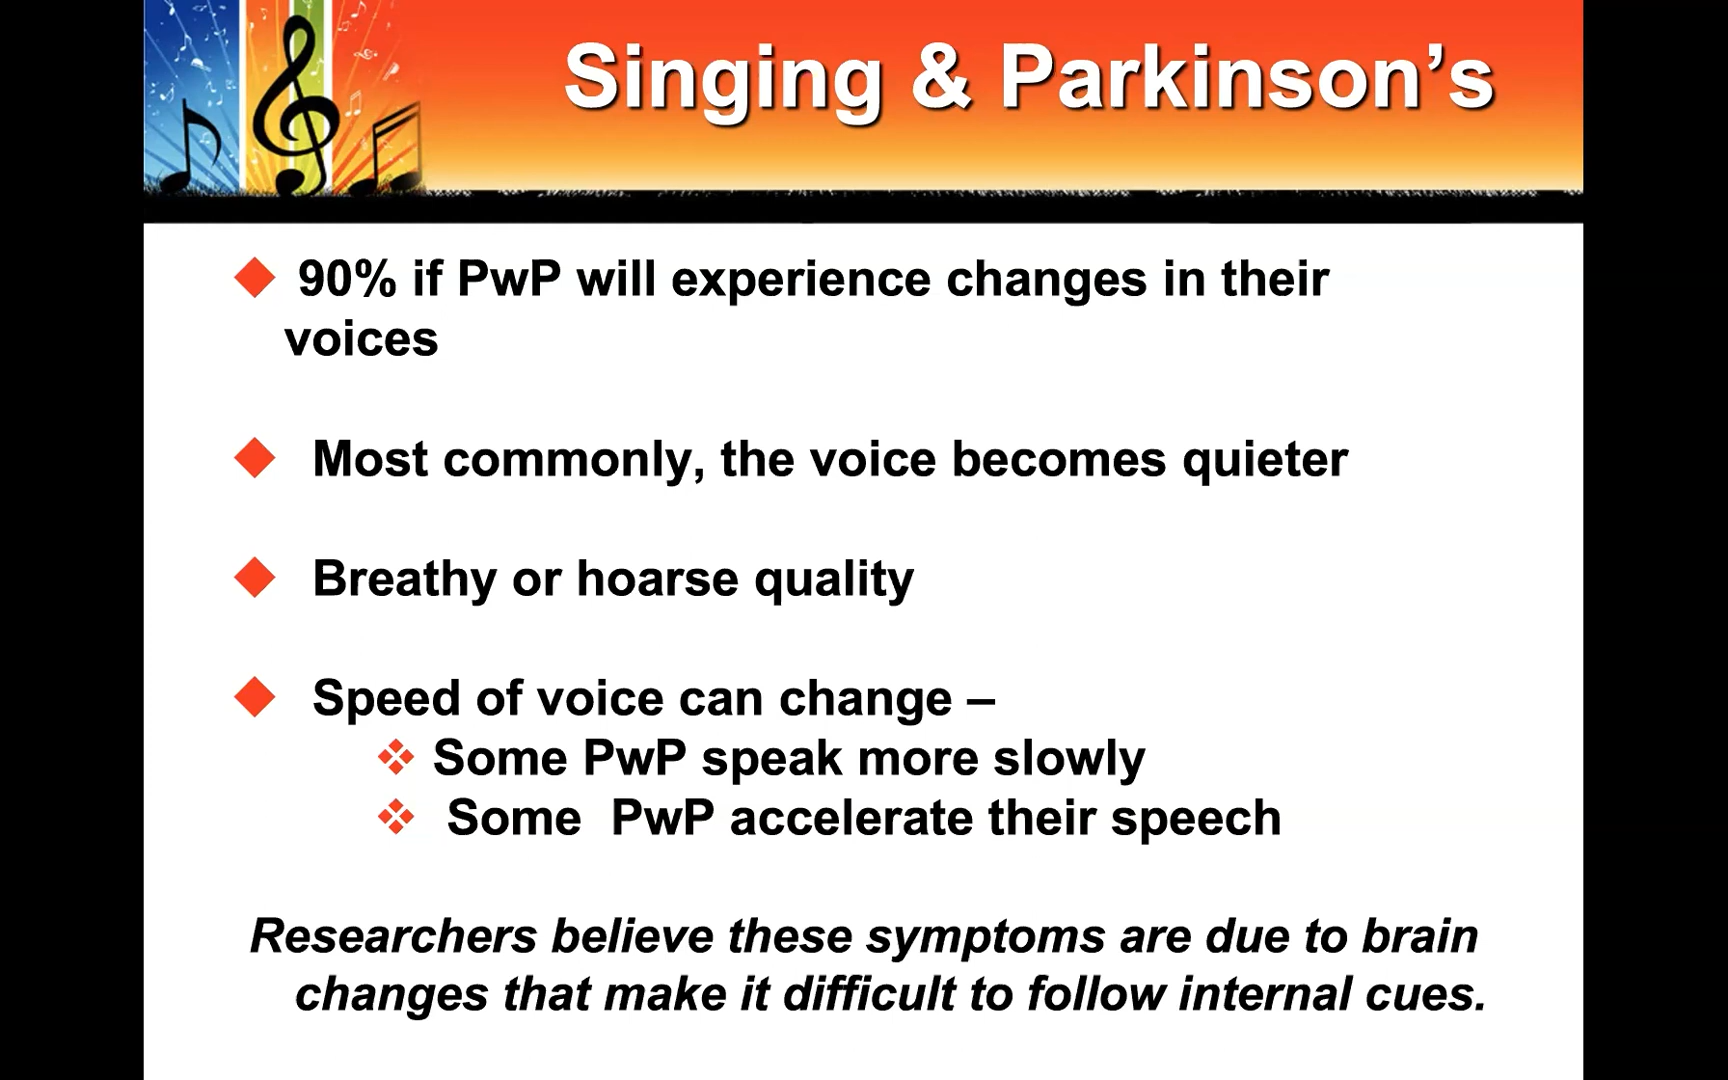 Singing & Parkinson’s
90% if PwP will experience changes in their
voices
Most commonly, the voice becomes quieter
Breathy or hoarse quality
Speed of voice can change –
Some PwP speak more slowly
Some PwP accelerate their speech
Researchers believe these symptoms are due to brain
changes that make it difficult to follow internal cues.